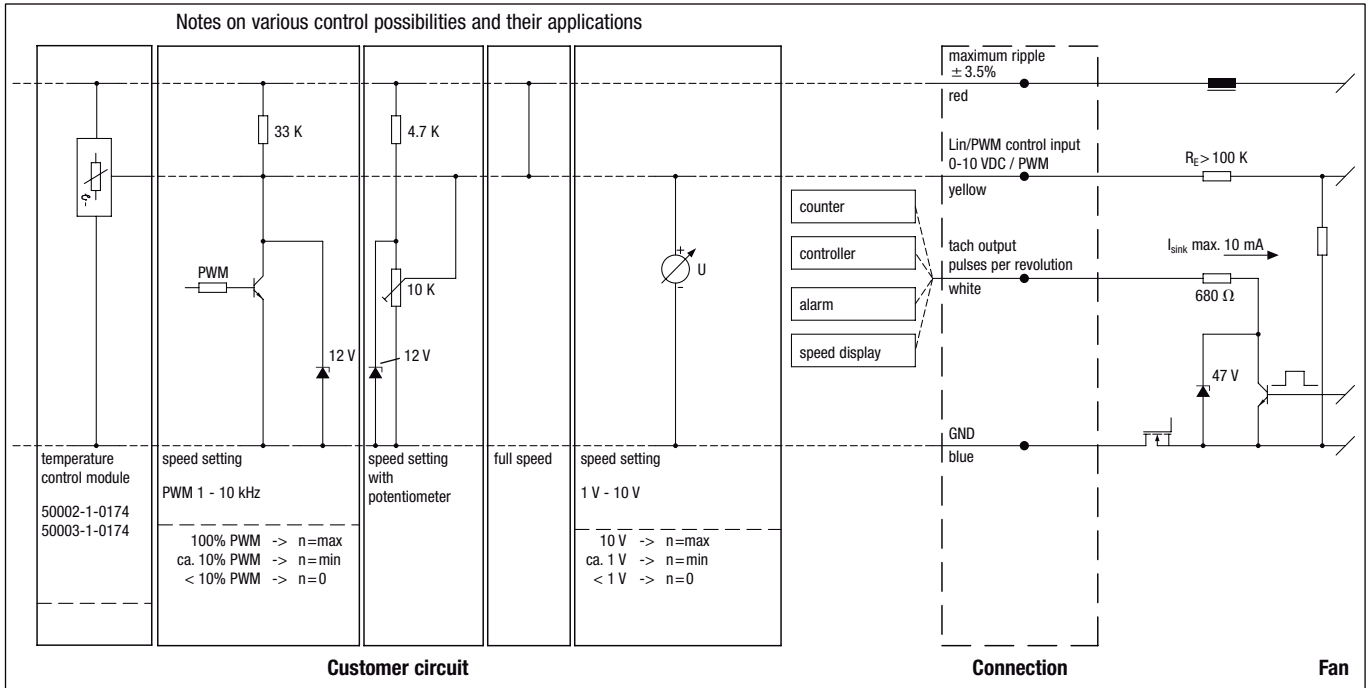 Notes on various control possibilities and their applications
33 K
PWM
12 V
4.7 K
10 K
12 V
+
U
-
counter
controller
alarm
speed display
maximum ripple
± 3.5%
red
Lin/PWM control input
0-10 VDC / PWM
yellow
tach output
pulses per revolution
white
GND
blue
RE> 100 K
Isink max. 10 mA
680 Ω
47 V
temperature
control module
50002-1-0174
50003-1-0174
speed setting
PWM 1 - 10 kHz
100% PWM -> n=max
ca. 10% PWM -> n=min
< 10% PWM -> n=0
speed setting
with
potentiometer
full speed
speed setting
1 V - 10 V
10 V -> n=max
ca. 1 V -> n=min
< 1 V -> n=0
Customer circuit
Connection
Fan